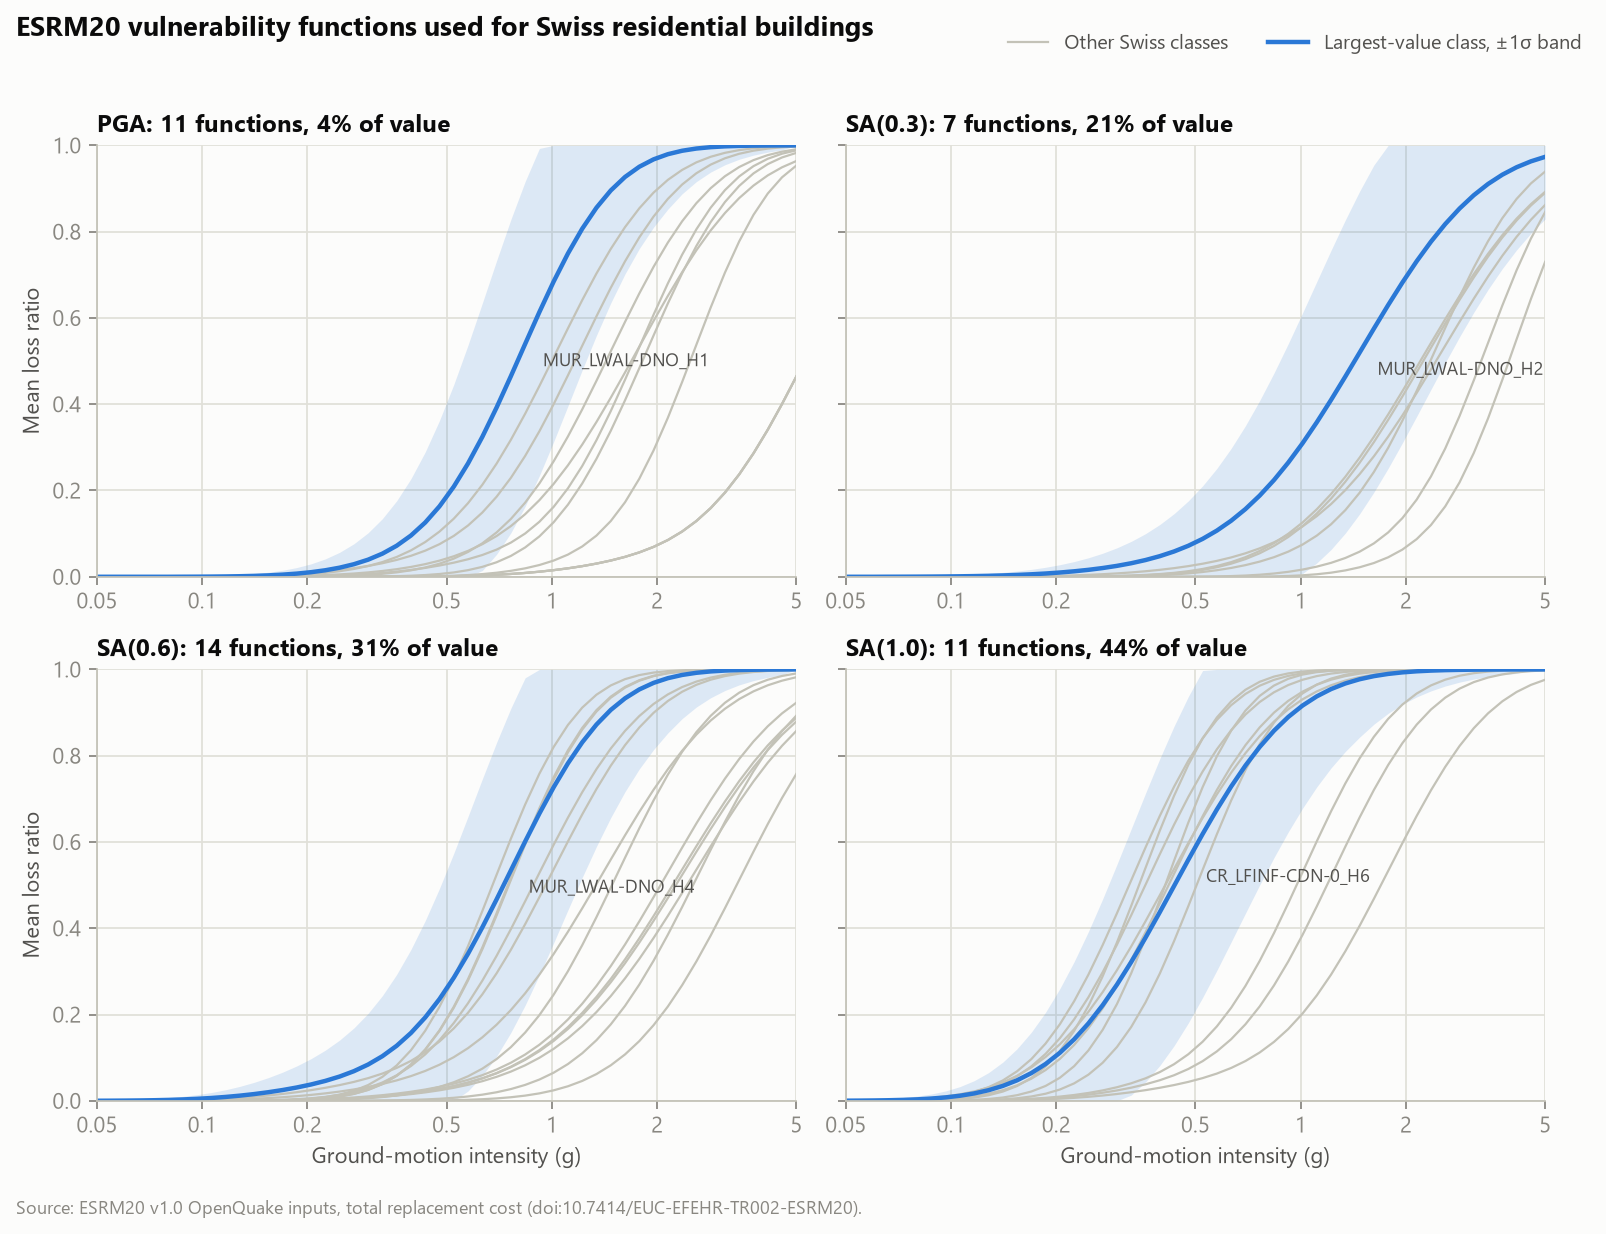 ESRM20 vulnerability functions used for Swiss residential buildings
Other Swiss classes
Largest-value class, ±1σ band
PGA: 11 functions, 4% of value
SA(0.3): 7 functions, 21% of value
1.0
0.8
0.6
0.4
0.2
0.0
Mean loss ratio
MUR_LWAL-DNO_H1
MUR_LWAL-DNO_H2
0.05 0.1 0.2 0.5 1 2 5
0.05 0.1 0.2 0.5 1 2 5
SA(0.6): 14 functions, 31% of value
SA(1.0): 11 functions, 44% of value
1.0
0.8
0.6
0.4
0.2
0.0
Mean loss ratio
MUR_LWAL-DNO_H4
CR_LFINF-CDN-0_H6
0.05 0.1 0.2 0.5 1 2 5
0.05 0.1 0.2 0.5 1 2 5
Ground-motion intensity (g)
Ground-motion intensity (g)
Source: ESRM20 v1.0 OpenQuake inputs, total replacement cost (doi:10.7414/EUC-EFEHR-TR002-ESRM20).